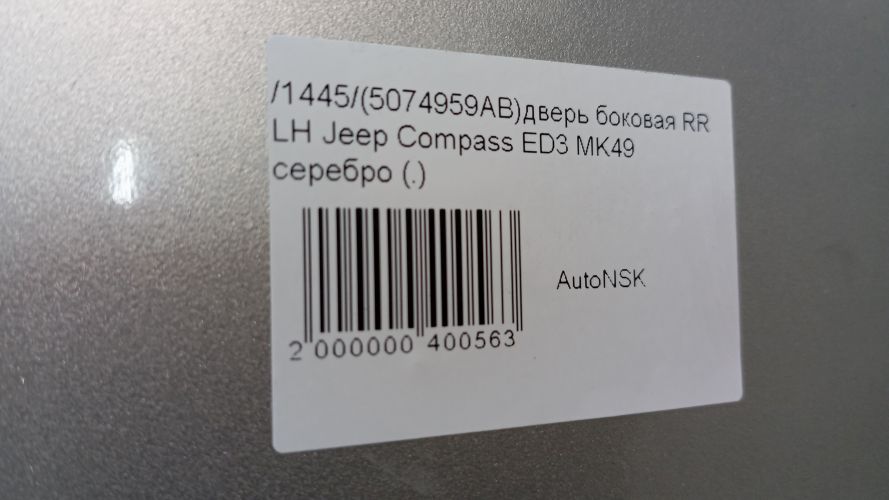 /1445/(5074959AB)дверь боковая RR
LH Jeep Compass ED3 MK49
серебро (.)
AutoNSK
2 000000 400563